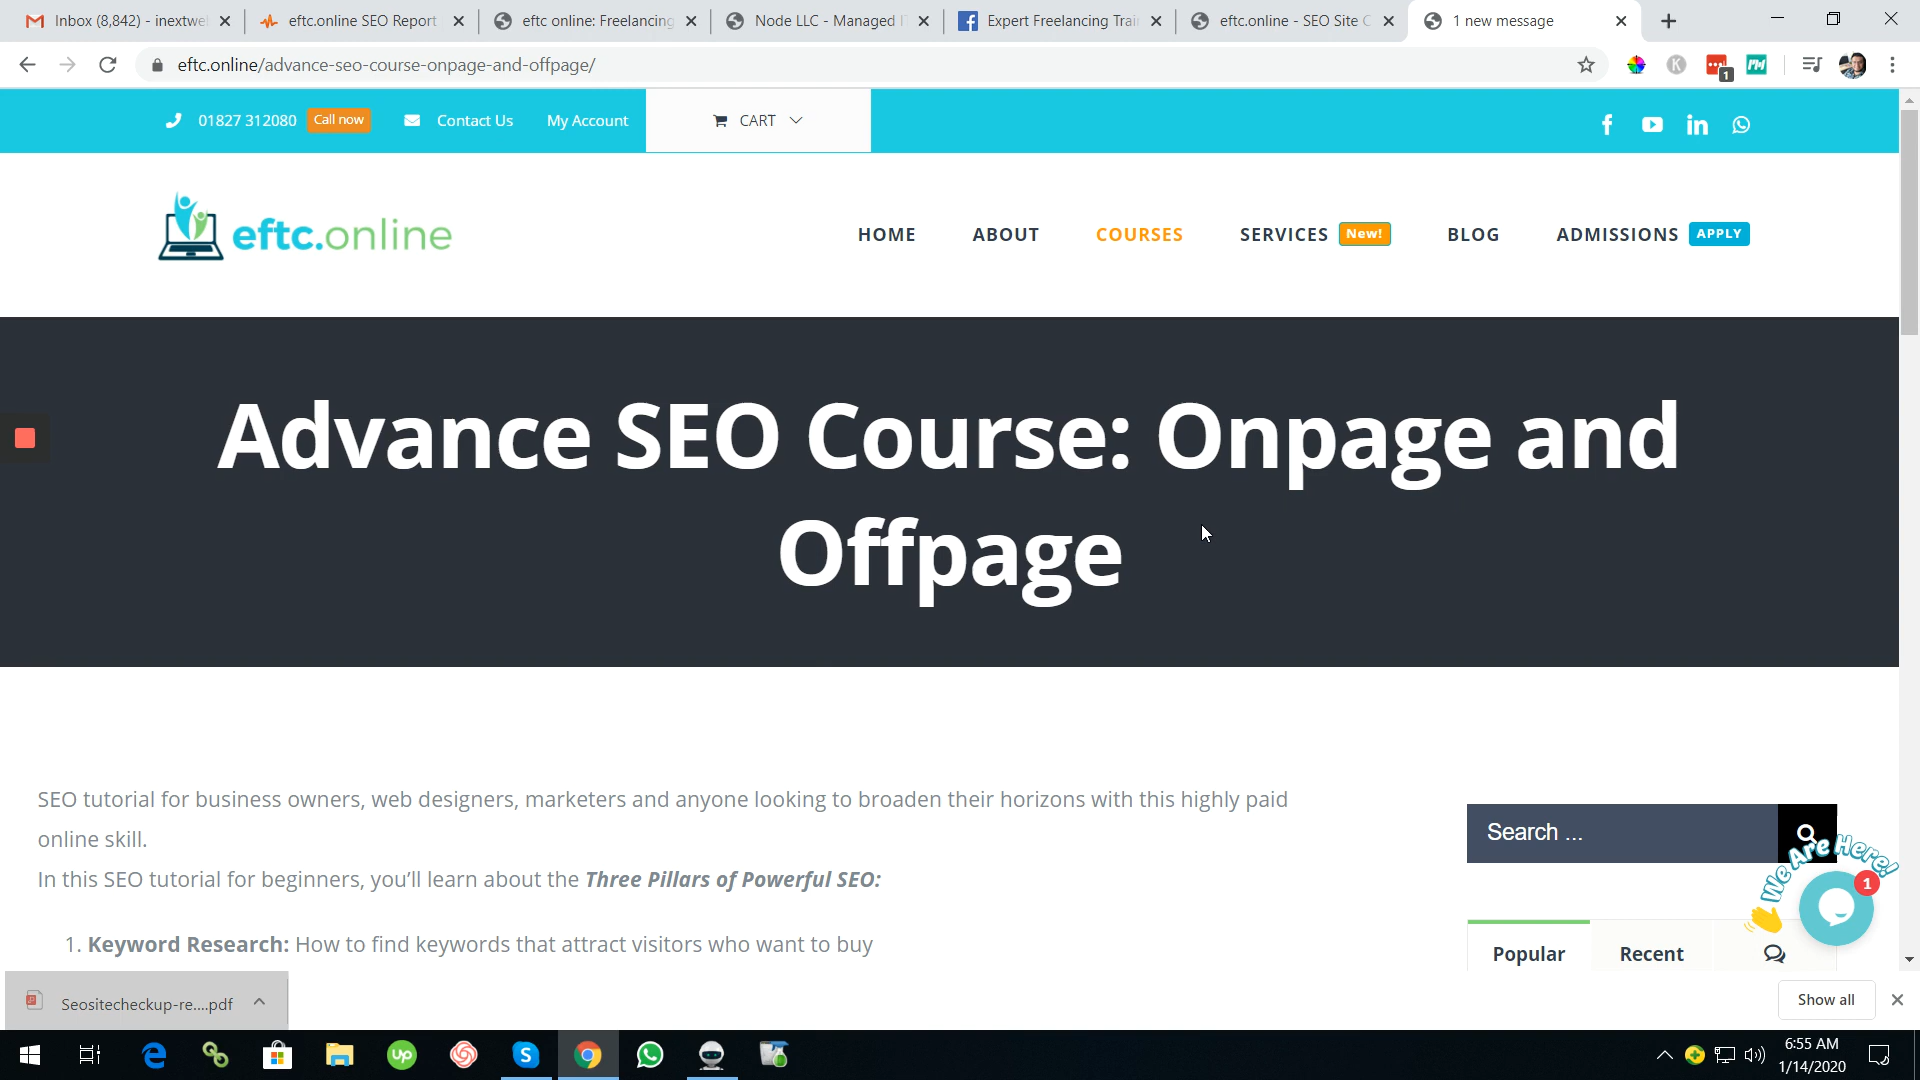 Inbox (8,842) - inextwe
eftc.online SEO Report
eftc online: Freelancing
Node LLC - Managed I
Expert Freelancing Trai
eftc.online - SEO Site C
1 new message
eftc.online/advance-seo-course-onpage-and-offpage/
K
1
PM
01827 312080 Call now
Contact Us
My Account
CART
eftc.online
HOME
ABOUT
COURSES
SERVICES New!
BLOG
ADMISSIONS APPLY
Advance SEO Course: Onpage and
Offpage
SEO tutorial for business owners, web designers, marketers and anyone looking to broaden their horizons with this highly paid
online skill.
In this SEO tutorial for beginners, you'll learn about the Three Pillars of Powerful SEO:
1. Keyword Research: How to find keywords that attract visitors who want to buy
Search ...
We Are Here!
1
Popular
Recent
Seositecheckup-re....pdf
Show all
up
6:55 AM
1/14/2020